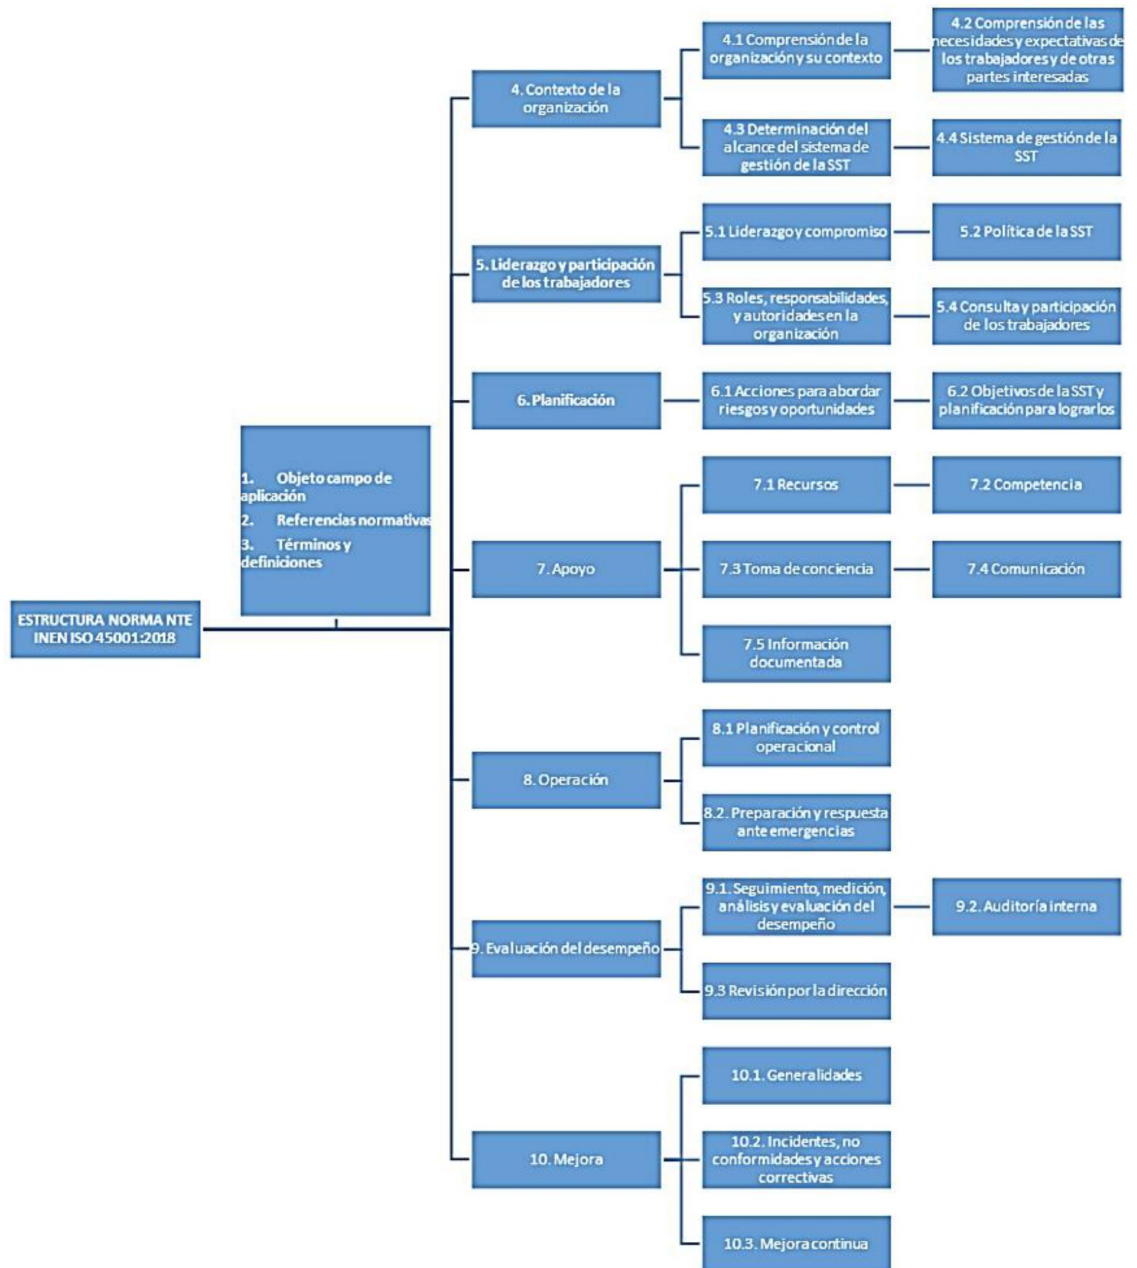 ESTRUCTURA NORMA NTE
INEN ISO 45001:2018
1. Objeto campo de
aplicación
2. Referencias normativas
3. Términos y
definiciones
4. Contexto de la
organización
4.1 Comprensión de la
organización y su contexto
4.2 Comprensión de las
necesidades y expectativas de
los trabajadores y de otras
partes interesadas
4.3 Determinación del
alcance del sistema de
gestión de la SST
4.4 Sistema de gestión de la
SST
5. Liderazgo y participación
de los trabajadores
5.1 Liderazgo y compromiso
5.2 Política de la SST
5.3 Roles, responsabilidades,
y autoridades en la
organización
5.4 Consulta y participación
de los trabajadores
6. Planificación
6.1 Acciones para abordar
riesgos y oportunidades
6.2 Objetivos de la SST y
planificación para lograrlos
7. Apoyo
7.1 Recursos
7.2 Competencia
7.3 Toma de conciencia
7.4 Comunicación
7.5 Información
documentada
8. Operación
8.1 Planificación y control
operacional
8.2. Preparación y respuesta
ante emergencias
9. Evaluación del desempeño
9.1. Seguimiento, medición,
análisis y evaluación del
desempeño
9.2. Auditoría interna
9.3 Revisión por la dirección
10. Mejora
10.1. Generalidades
10.2. Incidentes, no
conformidades y acciones
correctivas
10.3. Mejora continua